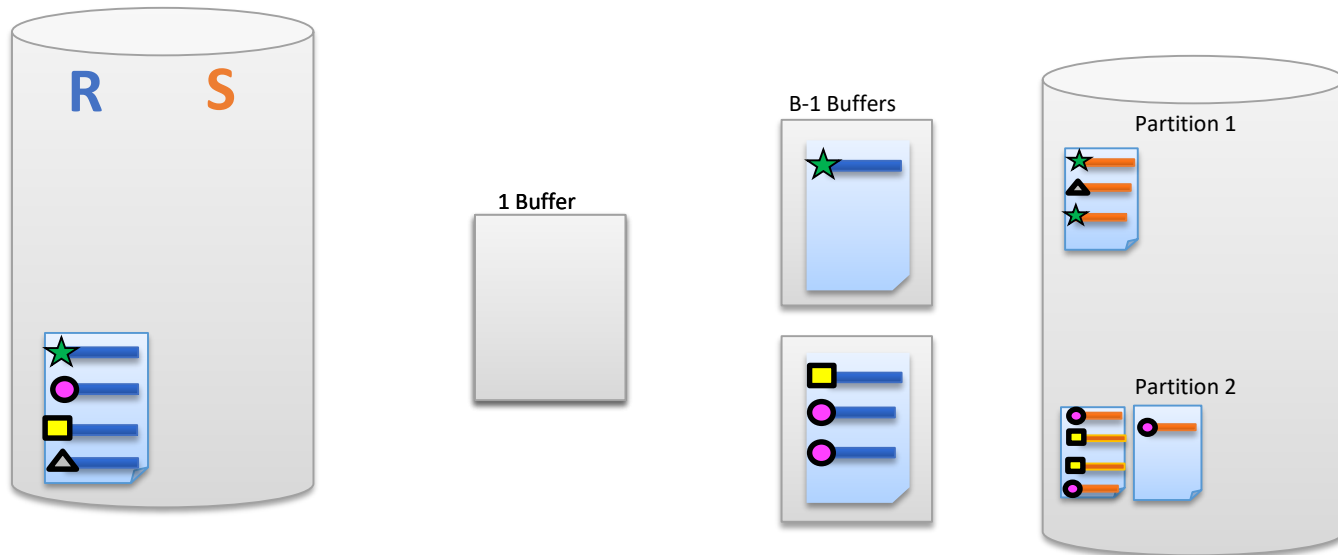 R S
B-1 Buffers
Partition 1
1 Buffer
Partition 2